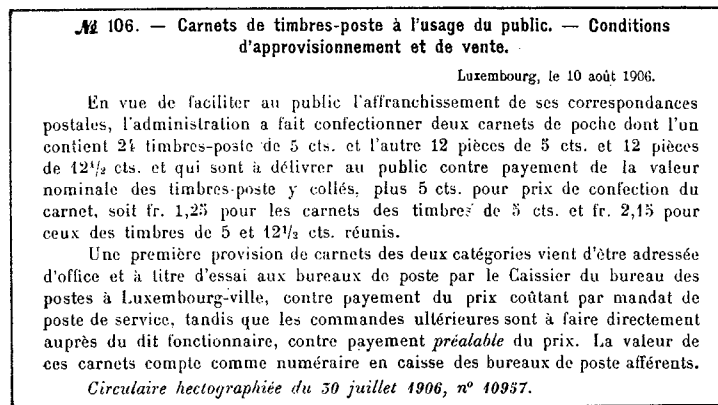 № 106. — Carnets de timbres-poste à l'usage du public. — Conditions
d'approvisionnement et de vente.
Luxembourg, le 10 août 1906.
En vue de faciliter au public l'affranchissement de ses correspondances
postales, l'administration a fait confectionner deux carnets de poche dont l'un
contient 24 timbres-poste de 5 cts. et l'autre 12 pièces de 5 cts. et 12 pièces
de 12¹/₂ cts. et qui sont à délivrer au public contre payement de la valeur
nominale des timbres-poste y collés, plus 5 cts. pour prix de confection du
carnet, soit fr. 1,25 pour les carnets des timbres de 5 cts. et fr. 2,15 pour
ceux des timbres de 5 et 12¹/₂ cts. réunis.
Une première provision de carnets des deux catégories vient d'être adressée
d'office et à titre d'essai aux bureaux de poste par le Caissier du bureau des
postes à Luxembourg-ville, contre payement du prix coûtant par mandat de
poste de service, tandis que les commandes ultérieures sont à faire directement
auprès du dit fonctionnaire, contre payement préalable du prix. La valeur de
ces carnets compte comme numéraire en caisse des bureaux de poste afférents.
Circulaire hectographiée du 30 juillet 1906, nº 10957.